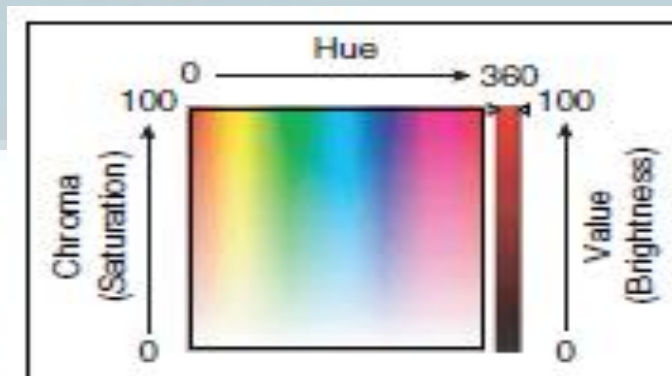 Hue
0 360
100 100
Chroma
(Saturation)
Value
(Brightness)
0 0